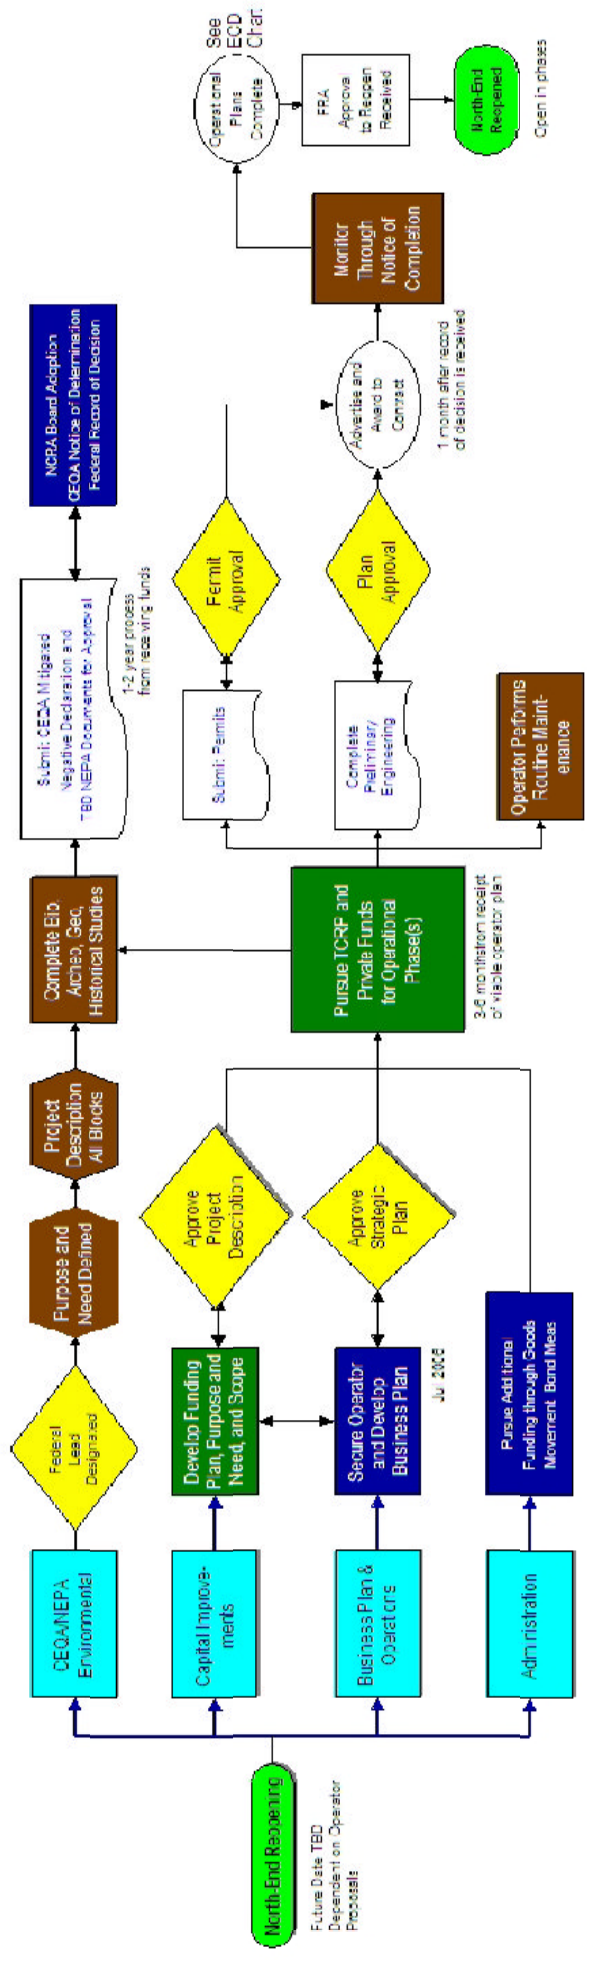 North-End Reopening
Future Date TBD
Dependent on Operator
Proposals
CEQA/NEPA
Environmental
Federal
Lead
Designated
Purpose and
Need Defined
Project
Description
All Blocks
Complete Bio,
Archeo, Geo,
Historical Studies
Submit CEQA Mitigated
Negative Declaration and
TBD NEPA Documents for Approval
1-2 year process
from receiving funds
NCRA Board Adoption
CEQA Notice of Determination
Federal Record of Decision
Capital Improve-
ments
Develop Funding
Plan, Purpose and
Need, and Scope
Approve
Project
Description
Business Plan &
Operations
Secure Operator
and Develop
Business Plan
Jul 2006
Approve
Strategic
Plan
Administration
Pursue Additional
Funding through Goods
Movement Bond Meas
Pursue TCRP and
Private Funds
for Operational
Phase(s)
3-6 months from receipt
of viable operator plan
Submit Permits
Permit
Approval
Complete
Preliminary
Engineering
Plan
Approval
Operator Performs
Routine Maint-
enance
Advertise and
Award to
Contract
1 month after record
of decision is received
Monitor
Through
Notice of
Completion
Operational
Plans
Complete
See
ECD
Chart
FRA
Approval
to Reopen
Received
North-End
Reopened
Open in phases